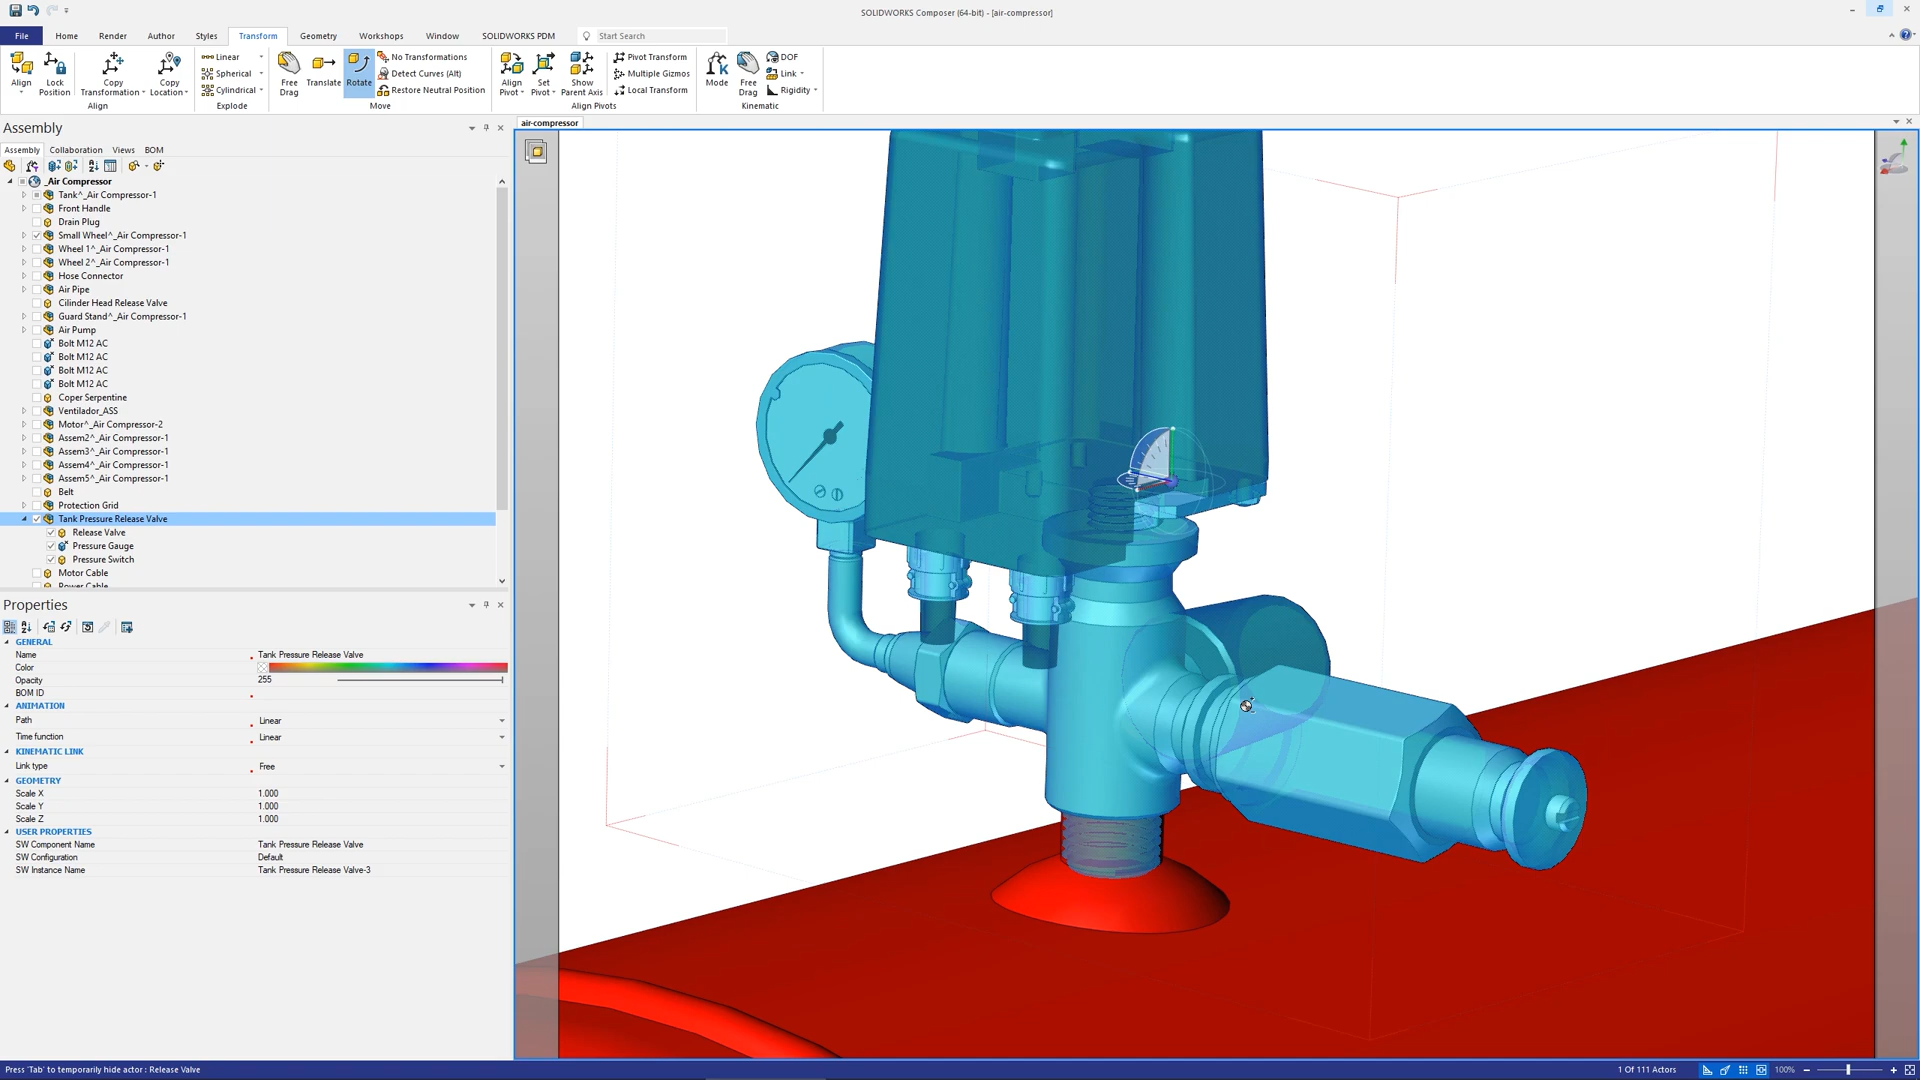 SOLIDWORKS Composer (64-bit) - [air-compressor]
File Home Render Author Styles Transform Geometry Workshops Window SOLIDWORKS PDM Start Search
Align
Lock Position
Copy Transformation
Copy Location
Linear
Spherical
Cylindrical
Free Drag
Translate
Rotate
No Transformations
Detect Curves (Alt)
Restore Neutral Position
Align Pivot
Set Pivot
Show Parent Axis
Pivot Transform
Multiple Gizmos
Local Transform
Mode
Free Drag
DOF
Link
Rigidity
Align Explode Move Align Pivots Kinematic
Assembly
air-compressor
Assembly Collaboration Views BOM
_Air Compressor
Tank^_Air Compressor-1
Front Handle
Drain Plug
Small Wheel^_Air Compressor-1
Wheel 1^_Air Compressor-1
Wheel 2^_Air Compressor-1
Hose Connector
Air Pipe
Cilinder Head Release Valve
Guard Stand^_Air Compressor-1
Air Pump
Bolt M12 AC
Bolt M12 AC
Bolt M12 AC
Bolt M12 AC
Coper Serpentine
Ventilador_ASS
Motor^_Air Compressor-2
Assem2^_Air Compressor-1
Assem3^_Air Compressor-1
Assem4^_Air Compressor-1
Assem5^_Air Compressor-1
Belt
Protection Grid
Tank Pressure Release Valve
Release Valve
Pressure Gauge
Pressure Switch
Motor Cable
Power Cable
Properties
GENERAL
Name Tank Pressure Release Valve
Color
Opacity 255
BOM ID
ANIMATION
Path Linear
Time function Linear
KINEMATIC LINK
Link type Free
GEOMETRY
Scale X 1.000
Scale Y 1.000
Scale Z 1.000
USER PROPERTIES
SW Component Name Tank Pressure Release Valve
SW Configuration Default
SW Instance Name Tank Pressure Release Valve-3
Press 'Tab' to temporarily hide actor : Release Valve
1 Of 111 Actors
100%